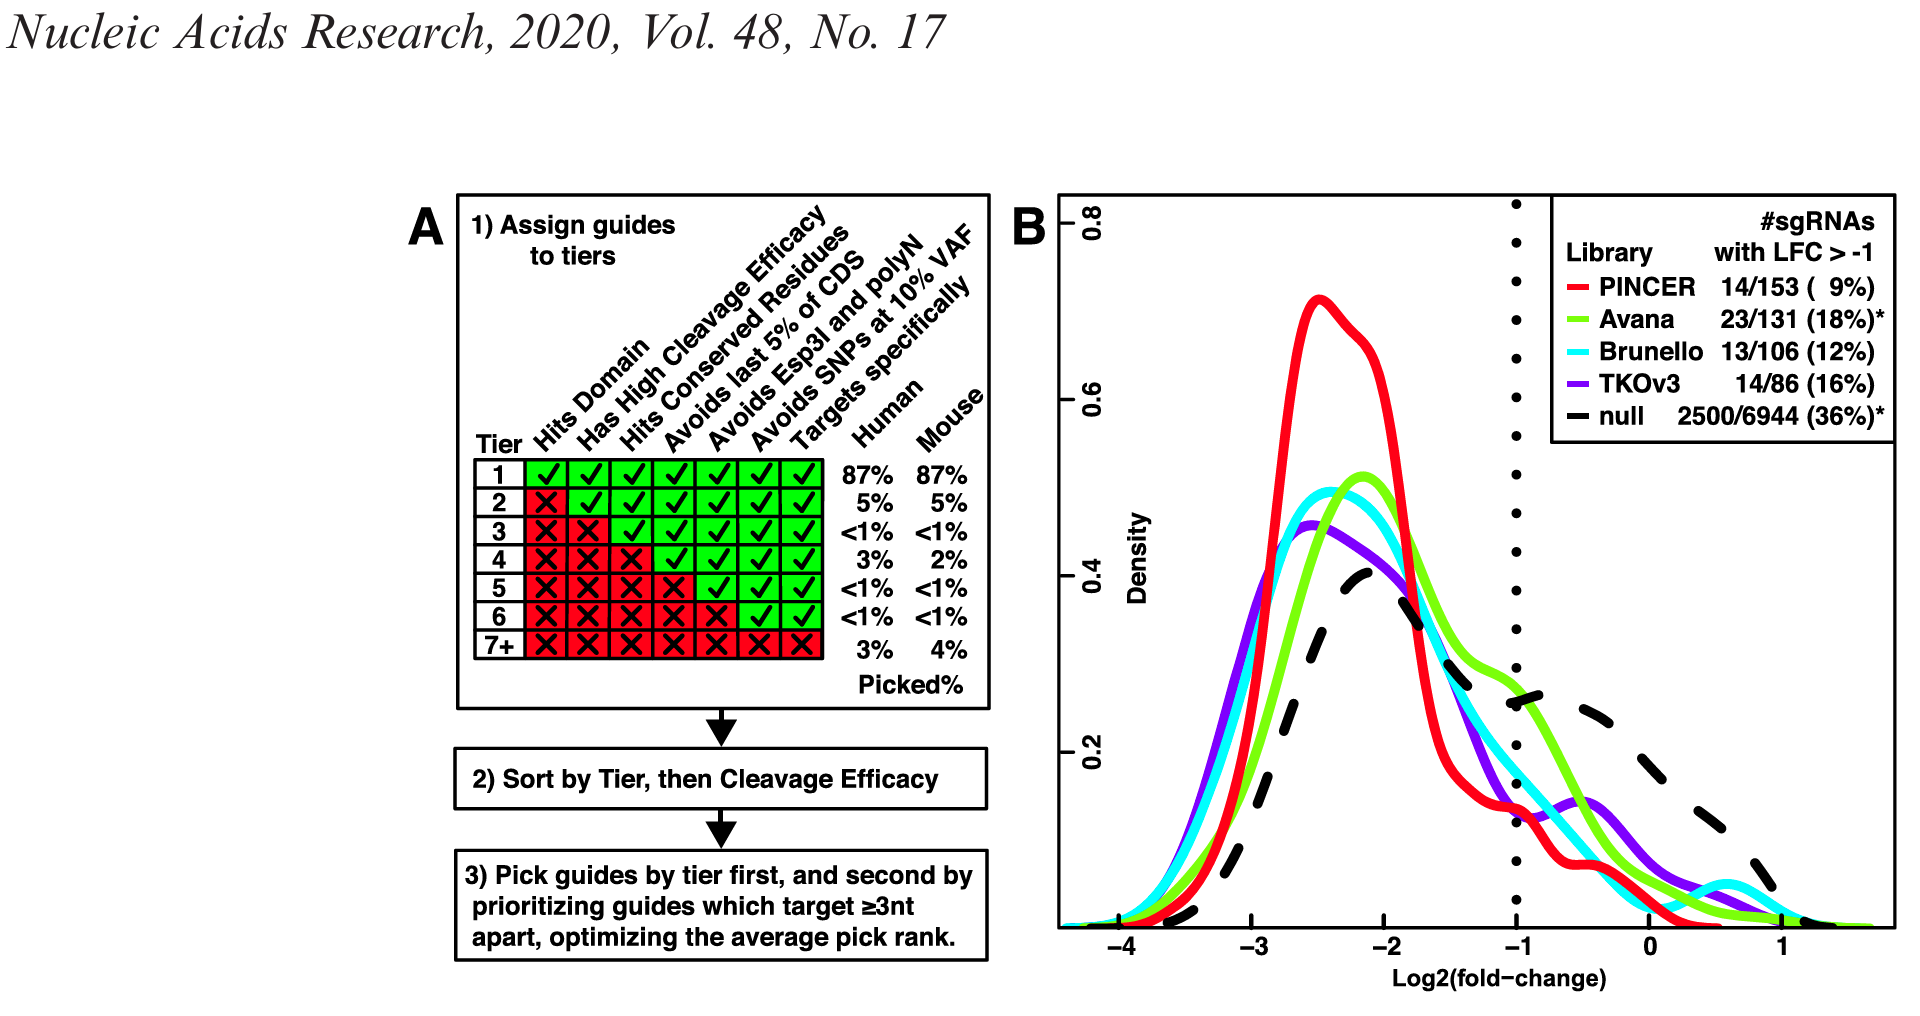 Nucleic Acids Research, 2020, Vol. 48, No. 17
A
1) Assign guides
to tiers
Tier
Hits Domain
Has High Cleavage Efficacy
Hits Conserved Residues
Avoids last 5% of CDS
Avoids Esp3I and polyN
Avoids SNPs at 10% VAF
Targets specifically
Human
Mouse
1 87% 87%
2 5% 5%
3 <1% <1%
4 3% 2%
5 <1% <1%
6 <1% <1%
7+ 3% 4%
Picked%
2) Sort by Tier, then Cleavage Efficacy
3) Pick guides by tier first, and second by
prioritizing guides which target ≥3nt
apart, optimizing the average pick rank.
B
#sgRNAs
Library with LFC > -1
PINCER 14/153 ( 9%)
Avana 23/131 (18%)*
Brunello 13/106 (12%)
TKOv3 14/86 (16%)
null 2500/6944 (36%)*
Density
0.8
0.6
0.4
0.2
−4 −3 −2 −1 0 1
Log2(fold−change)